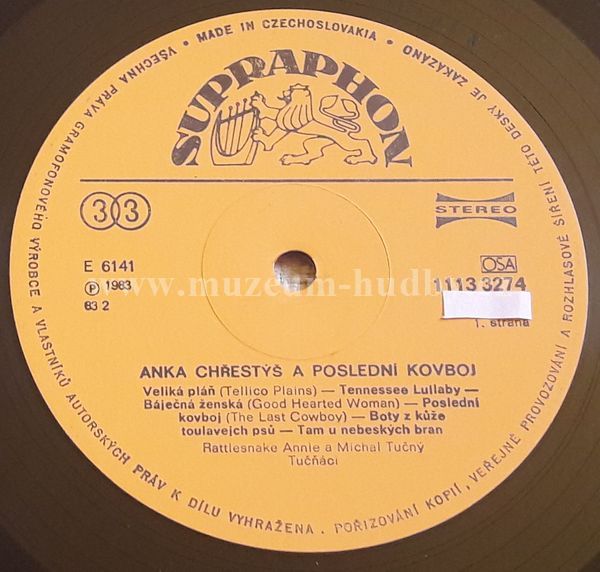 VŠECHNA PRÁVA GRAMOFONOVÉHO VÝROBCE A VLASTNÍKŮ AUTORSKÝCH PRÁV K DÍLU VYHRAŽENA. POŘIZOVÁNÍ KOPIÍ, VEŘEJNÉ PROVOZOVÁNÍ A ROZHLASOVÉ ŠÍŘENÍ TÉTO DESKY JE ZAKÁZÁNO • MADE IN CZECHOSLOVAKIA •
SUPRAPHON
33
STEREO
E 6141
Ⓟ 1983
83 2
OSA
1113 3274
1. strana
www.muzeum-hudby
ANKA CHŘESTÝŠ A POSLEDNÍ KOVBOJ
Veliká pláň (Tellico Plains) — Tennessee Lullaby —
Báječná ženská (Good Hearted Woman) — Poslední
kovboj (The Last Cowboy) — Boty z kůže
toulavejch psů — Tam u nebeských bran
Rattlesnake Annie a Michal Tučný
Tučňáci